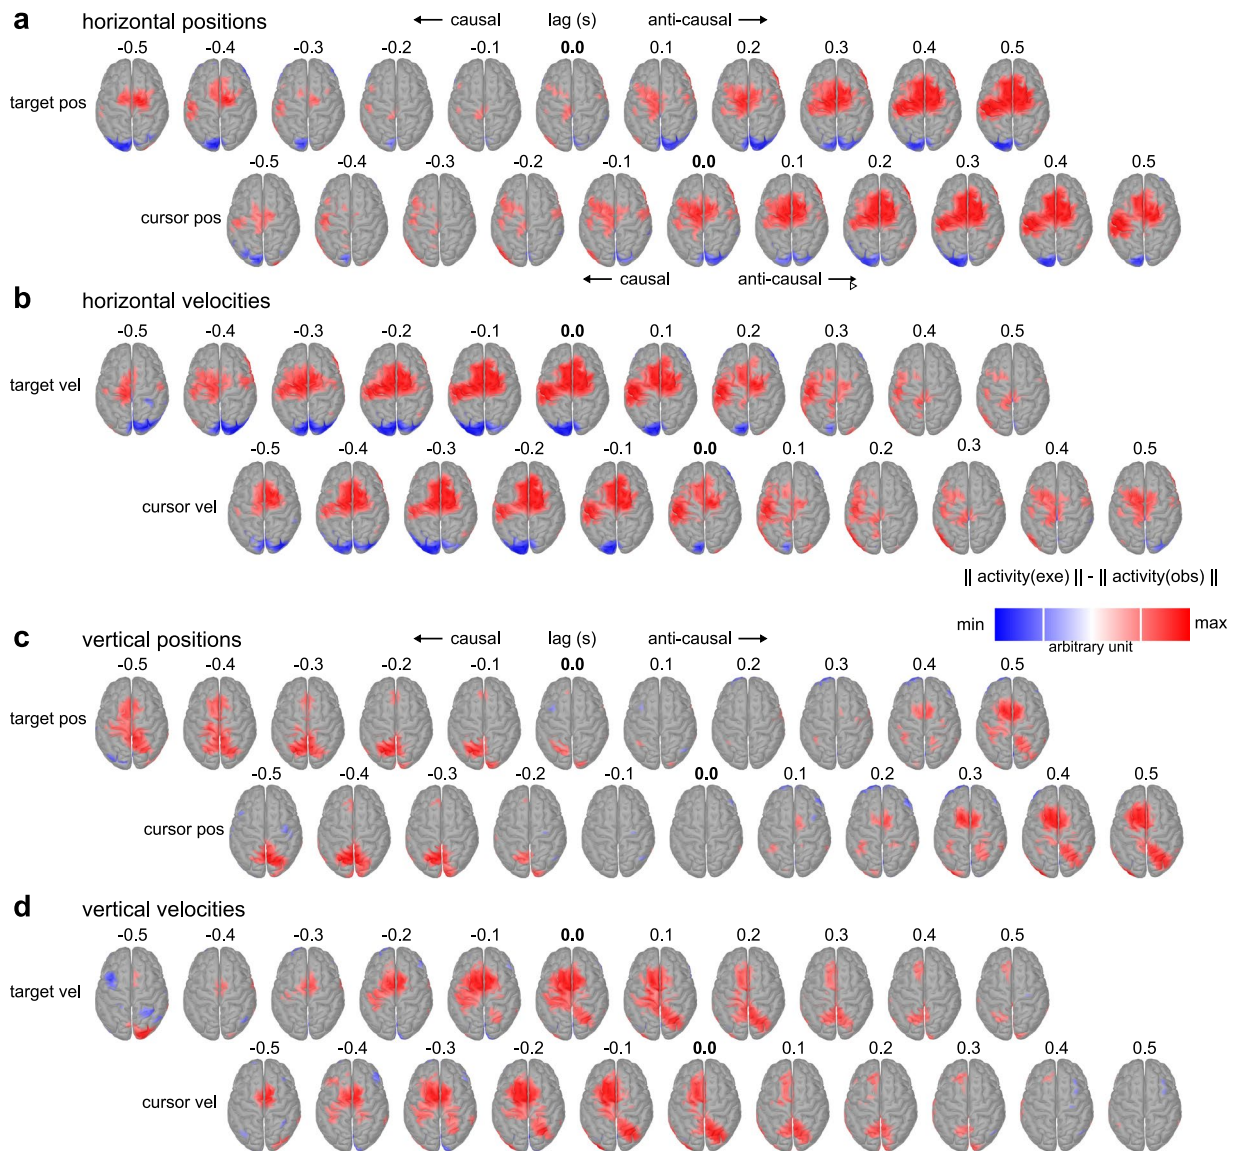 a horizontal positions ← causal lag (s) anti-causal →
-0.5 -0.4 -0.3 -0.2 -0.1 0.0 0.1 0.2 0.3 0.4 0.5
target pos
-0.5 -0.4 -0.3 -0.2 -0.1 0.0 0.1 0.2 0.3 0.4 0.5
cursor pos
← causal anti-causal →
b horizontal velocities
-0.5 -0.4 -0.3 -0.2 -0.1 0.0 0.1 0.2 0.3 0.4 0.5
target vel
-0.5 -0.4 -0.3 -0.2 -0.1 0.0 0.1 0.2 0.3 0.4 0.5
cursor vel
|| activity(exe) || - || activity(obs) ||
min max
arbitrary unit
c vertical positions ← causal lag (s) anti-causal →
-0.5 -0.4 -0.3 -0.2 -0.1 0.0 0.1 0.2 0.3 0.4 0.5
target pos
-0.5 -0.4 -0.3 -0.2 -0.1 0.0 0.1 0.2 0.3 0.4 0.5
cursor pos
d vertical velocities
-0.5 -0.4 -0.3 -0.2 -0.1 0.0 0.1 0.2 0.3 0.4 0.5
target vel
-0.5 -0.4 -0.3 -0.2 -0.1 0.0 0.1 0.2 0.3 0.4 0.5
cursor vel